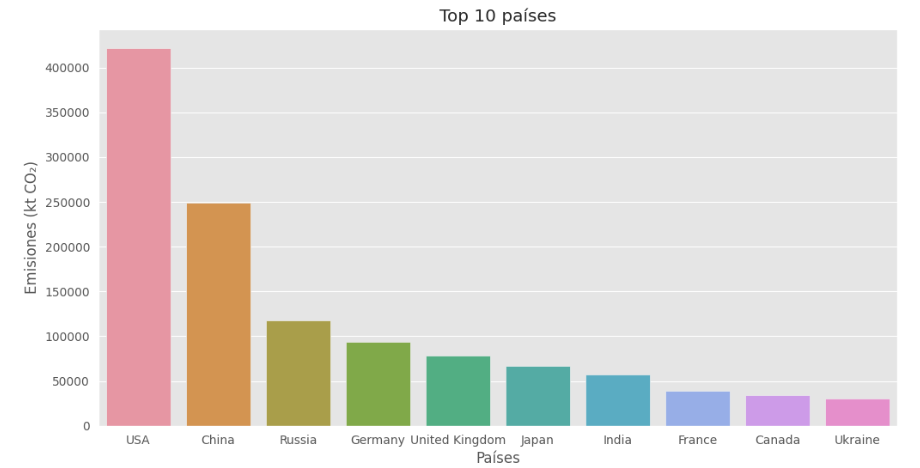 Top 10 países
Emisiones (kt CO₂)
400000
350000
300000
250000
200000
150000
100000
50000
0
USA China Russia Germany United Kingdom Japan India France Canada Ukraine
Países